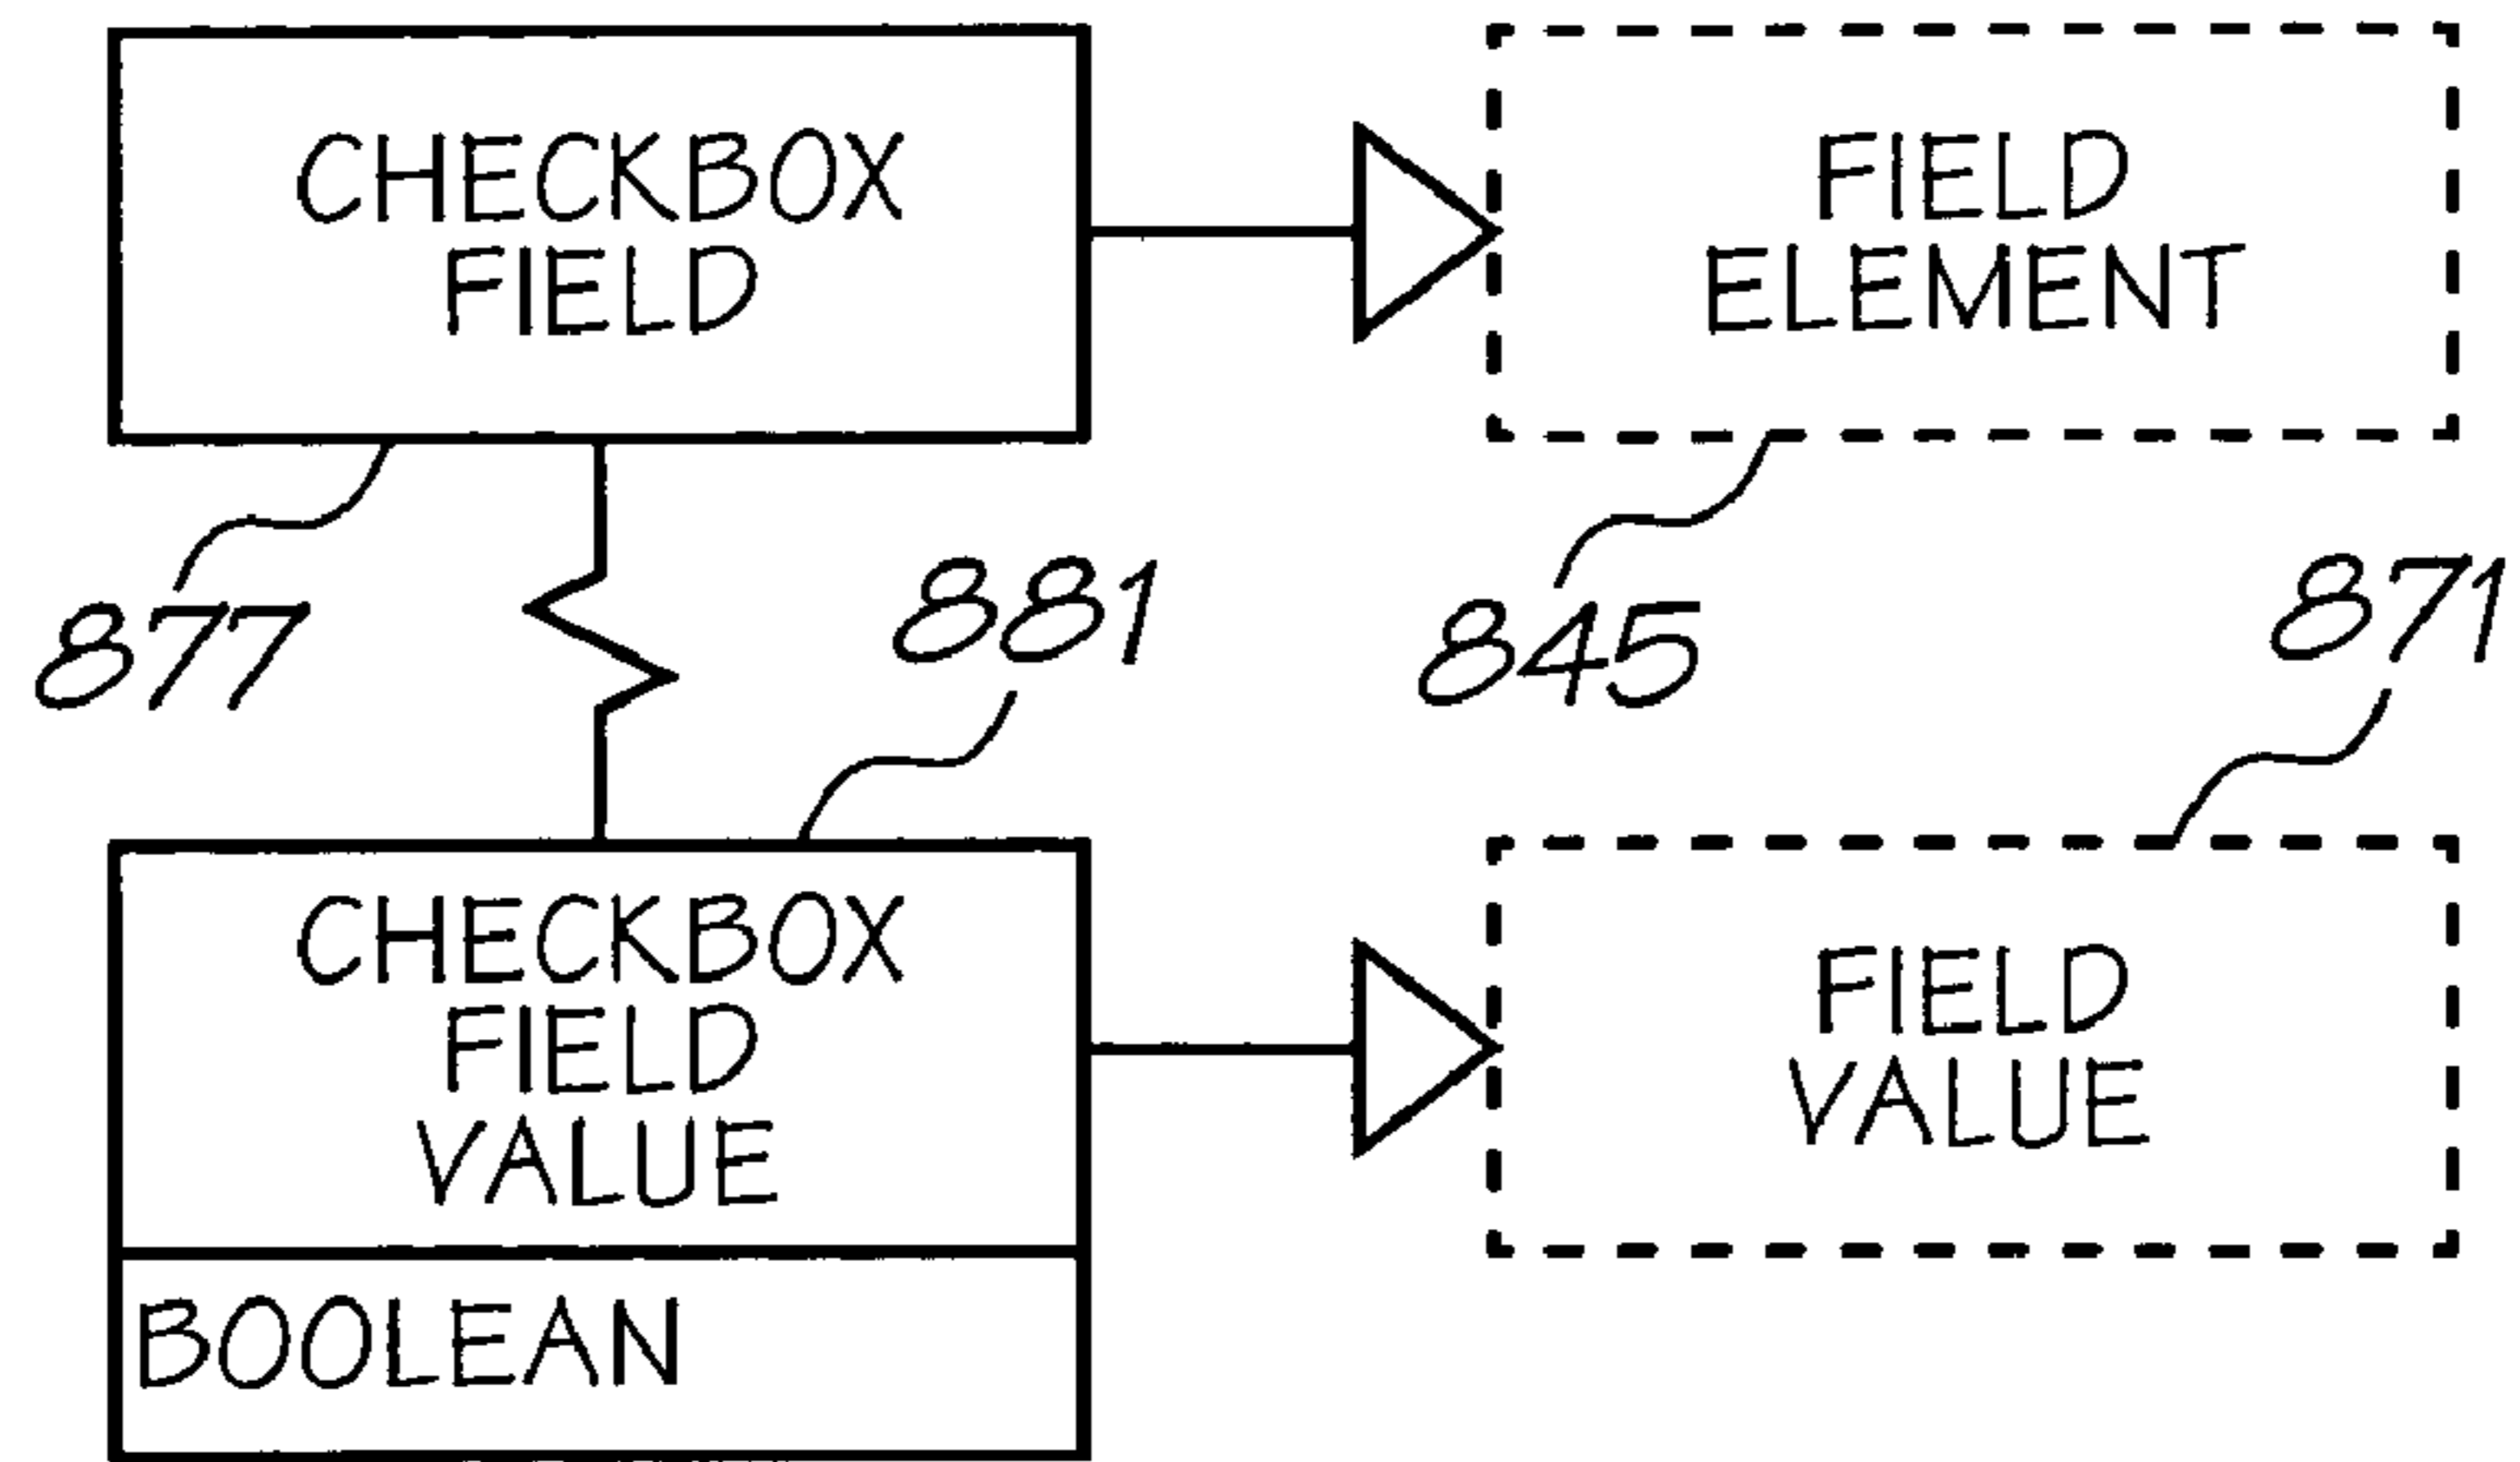 CHECKBOX
FIELD
FIELD
ELEMENT
877
881
845
871
CHECKBOX
FIELD
VALUE
FIELD
VALUE
BOOLEAN